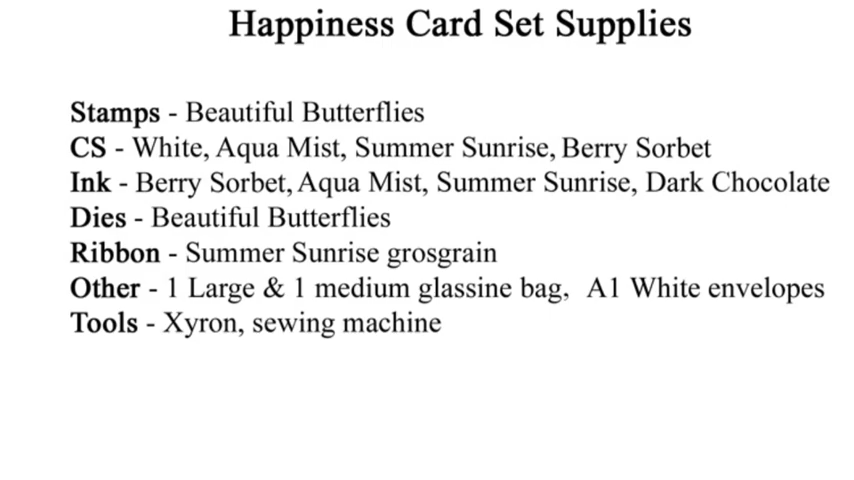 Happiness Card Set Supplies
Stamps - Beautiful Butterflies
CS - White, Aqua Mist, Summer Sunrise, Berry Sorbet
Ink - Berry Sorbet, Aqua Mist, Summer Sunrise, Dark Chocolate
Dies - Beautiful Butterflies
Ribbon - Summer Sunrise grosgrain
Other - 1 Large & 1 medium glassine bag,  A1 White envelopes
Tools - Xyron, sewing machine